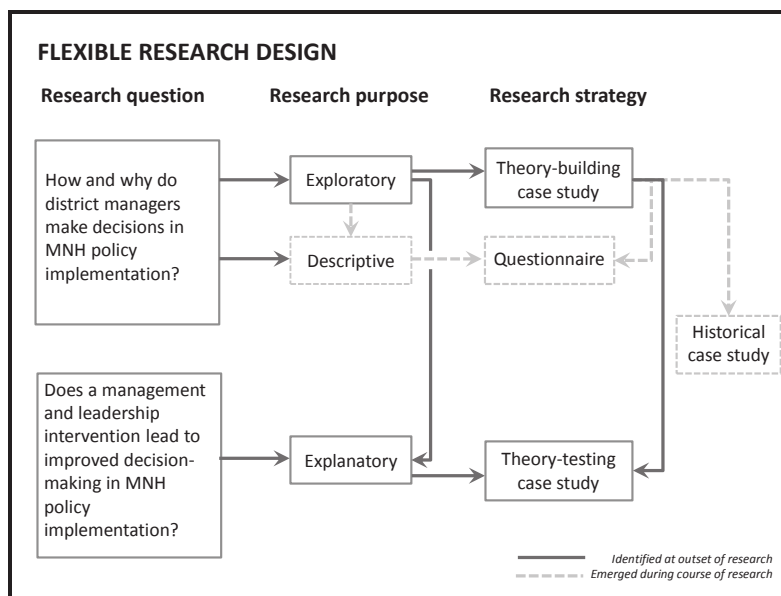 FLEXIBLE RESEARCH DESIGN
Research question
Research purpose
Research strategy
How and why do
district managers
make decisions in
MNH policy
implementation?
Exploratory
Theory-building
case study
Descriptive
Questionnaire
Historical
case study
Does a management
and leadership
intervention lead to
improved decision-
making in MNH
policy
implementation?
Explanatory
Theory-testing
case study
Identified at outset of research
Emerged during course of research